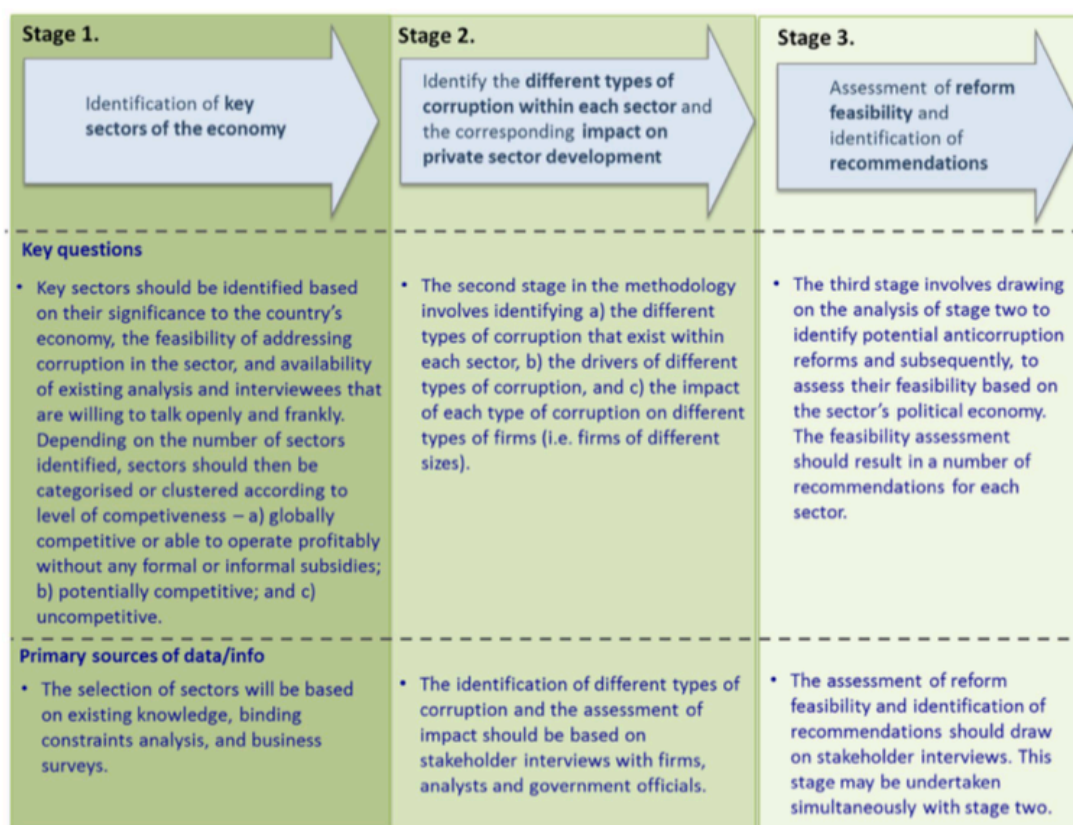 Stage 1.
Identification of key
sectors of the economy
Stage 2.
Identify the different types of
corruption within each sector and
the corresponding impact on
private sector development
Stage 3.
Assessment of reform
feasibility and
identification of
recommendations
Key questions
• Key sectors should be identified based
on their significance to the country's
economy, the feasibility of addressing
corruption in the sector, and availability
of existing analysis and interviewees that
are willing to talk openly and frankly.
Depending on the number of sectors
identified, sectors should then be
categorised or clustered according to
level of competiveness – a) globally
competitive or able to operate profitably
without any formal or informal subsidies;
b) potentially competitive; and c)
uncompetitive.
• The second stage in the methodology
involves identifying a) the different
types of corruption that exist within
each sector, b) the drivers of different
types of corruption, and c) the impact
of each type of corruption on different
types of firms (i.e. firms of different
sizes).
• The third stage involves drawing
on the analysis of stage two to
identify potential anticorruption
reforms and subsequently, to
assess their feasibility based on
the sector's political economy.
The feasibility assessment
should result in a number of
recommendations for each
sector.
Primary sources of data/info
• The selection of sectors will be based
on existing knowledge, binding
constraints analysis, and business
surveys.
• The identification of different types of
corruption and the assessment of
impact should be based on
stakeholder interviews with firms,
analysts and government officials.
• The assessment of reform
feasibility and identification of
recommendations should draw
on stakeholder interviews. This
stage may be undertaken
simultaneously with stage two.